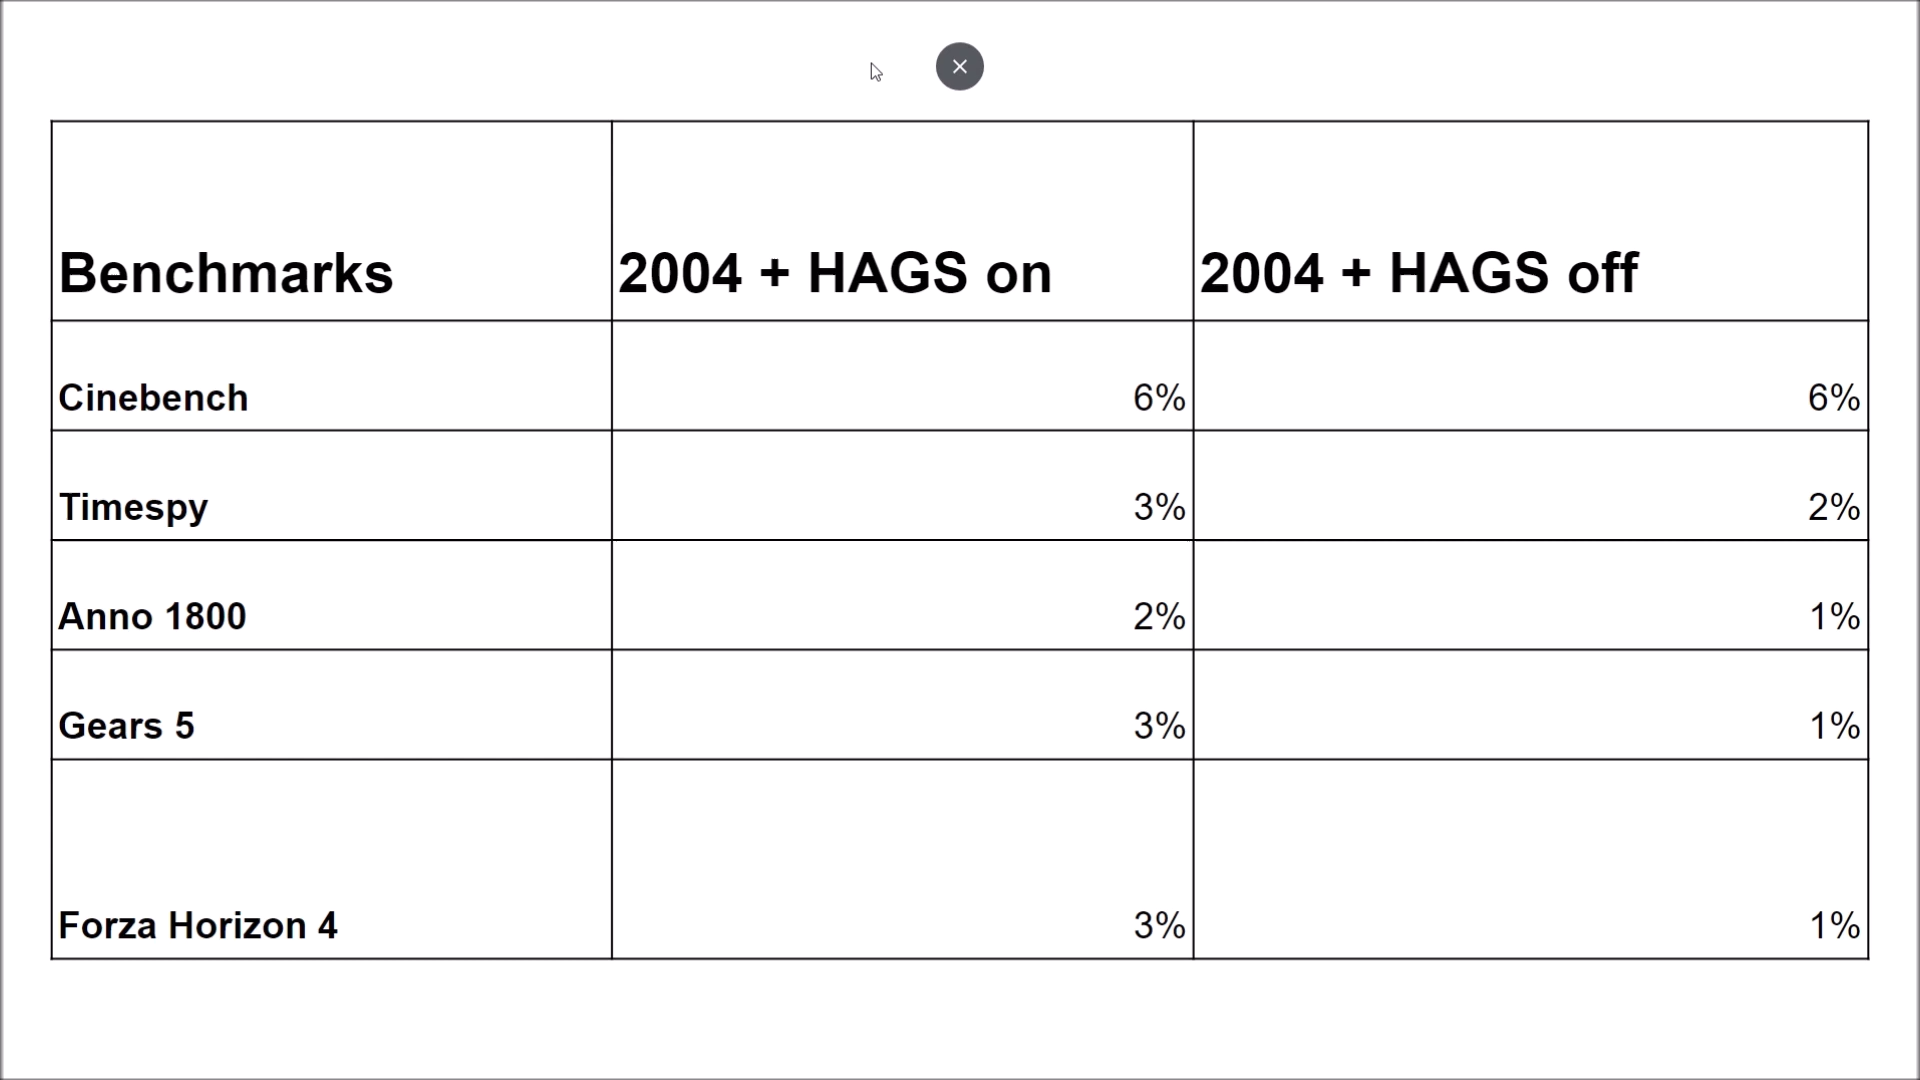 Benchmarks 2004 + HAGS on 2004 + HAGS off
Cinebench 6% 6%
Timespy 3% 2%
Anno 1800 2% 1%
Gears 5 3% 1%
Forza Horizon 4 3% 1%